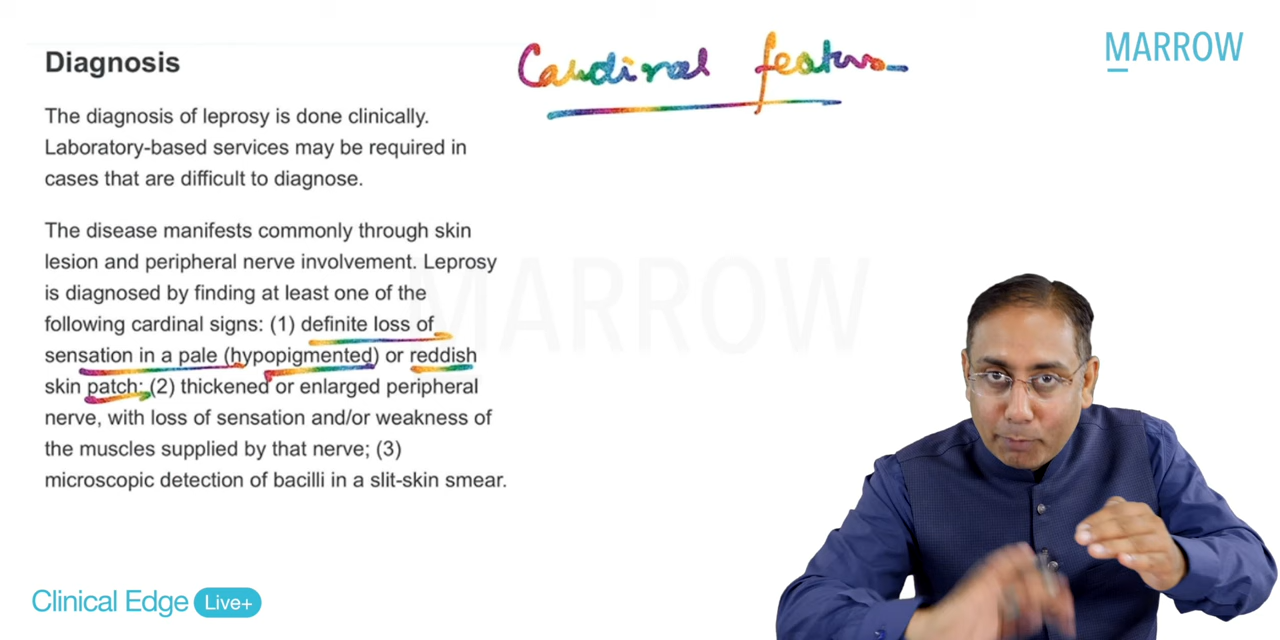 Diagnosis
Cardinal features
MARROW
The diagnosis of leprosy is done clinically.
Laboratory-based services may be required in
cases that are difficult to diagnose.
The disease manifests commonly through skin
lesion and peripheral nerve involvement. Leprosy
is diagnosed by finding at least one of the
following cardinal signs: (1) definite loss of
sensation in a pale (hypopigmented) or reddish
skin patch; (2) thickened or enlarged peripheral
nerve, with loss of sensation and/or weakness of
the muscles supplied by that nerve; (3)
microscopic detection of bacilli in a slit-skin smear.
MARROW
Clinical Edge Live+